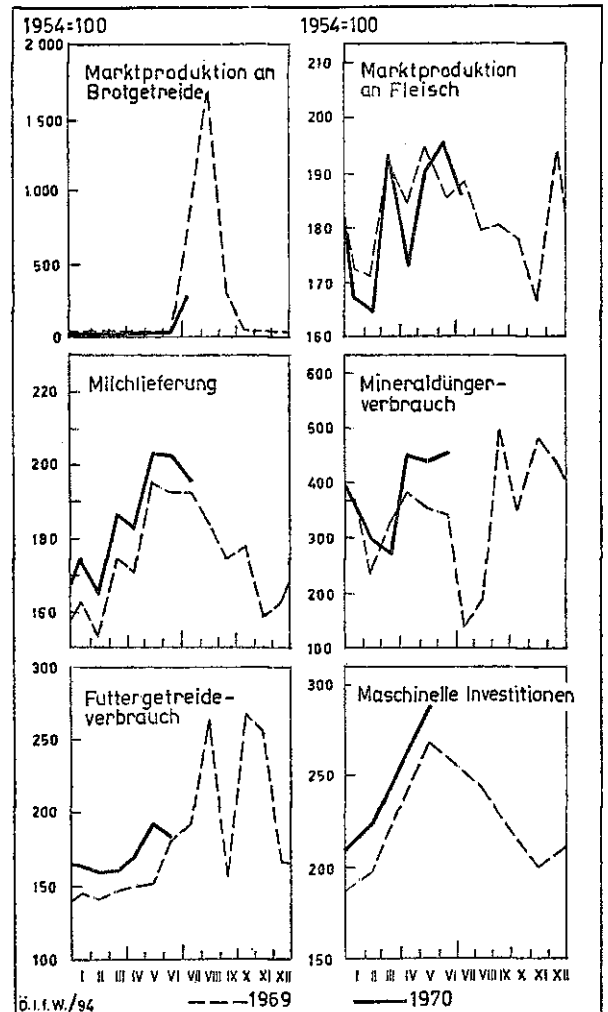 1954=100
1954=100
Marktproduktion an
Brotgetreide
2 000
1 500
1.000
500
0
Marktproduktion
an Fleisch
210
200
190
180
170
160
Milchlieferung
220
200
180
160
Mineraldünger-
verbrauch
600
500
400
300
200
100
Futtergetreide-
verbrauch
300
250
200
150
100
Maschinelle Investitionen
300
250
200
150
I II III IV V VI VII VIII IX X XI XII
I II III IV V VI VII VIII IX X XI XII
Ö.I.f.W./94
1969
1970